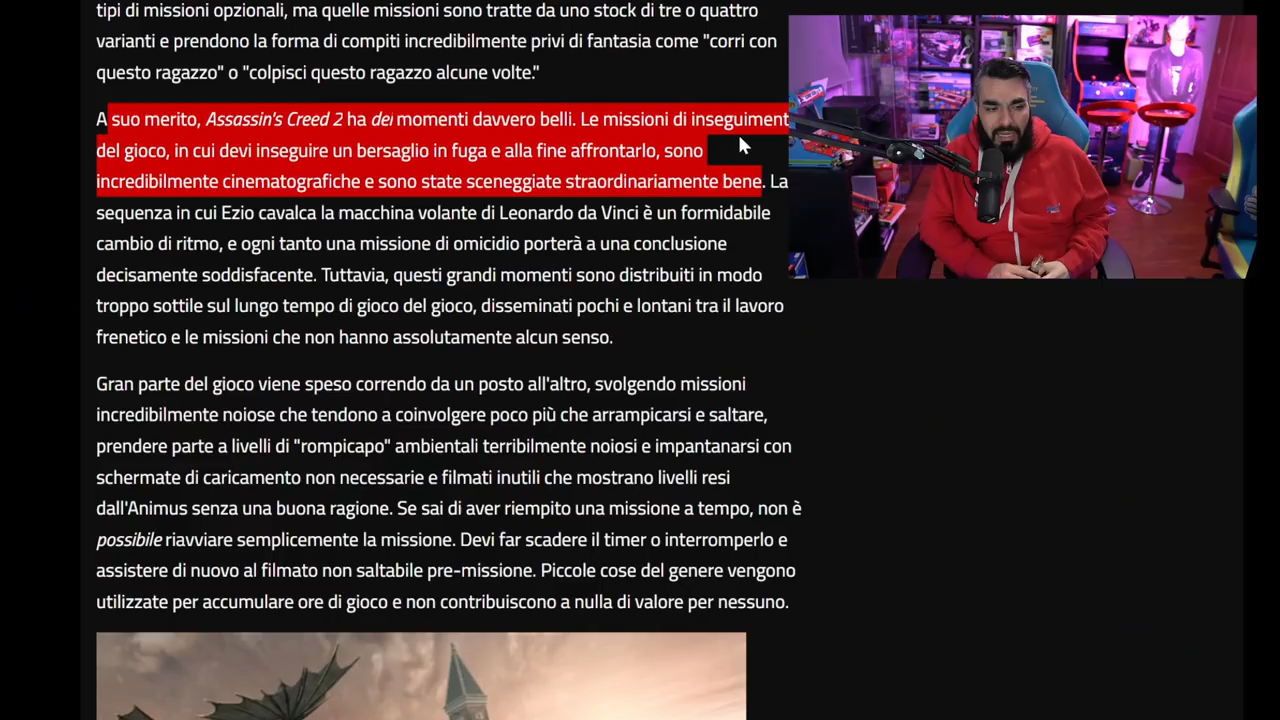 tipi di missioni opzionali, ma quelle missioni sono tratte da uno stock di tre o quattro
varianti e prendono la forma di compiti incredibilmente privi di fantasia come "corri con
questo ragazzo" o "colpisci questo ragazzo alcune volte."
A suo merito, Assassin's Creed 2 ha dei momenti davvero belli. Le missioni di inseguiment
del gioco, in cui devi inseguire un bersaglio in fuga e alla fine affrontarlo, sono
incredibilmente cinematografiche e sono state sceneggiate straordinariamente bene. La
sequenza in cui Ezio cavalca la macchina volante di Leonardo da Vinci è un formidabile
cambio di ritmo, e ogni tanto una missione di omicidio porterà a una conclusione
decisamente soddisfacente. Tuttavia, questi grandi momenti sono distribuiti in modo
troppo sottile sul lungo tempo di gioco del gioco, disseminati pochi e lontani tra il lavoro
frenetico e le missioni che non hanno assolutamente alcun senso.
Gran parte del gioco viene speso correndo da un posto all'altro, svolgendo missioni
incredibilmente noiose che tendono a coinvolgere poco più che arrampicarsi e saltare,
prendere parte a livelli di "rompicapo" ambientali terribilmente noiosi e impantanarsi con
schermate di caricamento non necessarie e filmati inutili che mostrano livelli resi
dall'Animus senza una buona ragione. Se sai di aver riempito una missione a tempo, non è
possibile riavviare semplicemente la missione. Devi far scadere il timer o interromperlo e
assistere di nuovo al filmato non saltabile pre-missione. Piccole cose del genere vengono
utilizzate per accumulare ore di gioco e non contribuiscono a nulla di valore per nessuno.